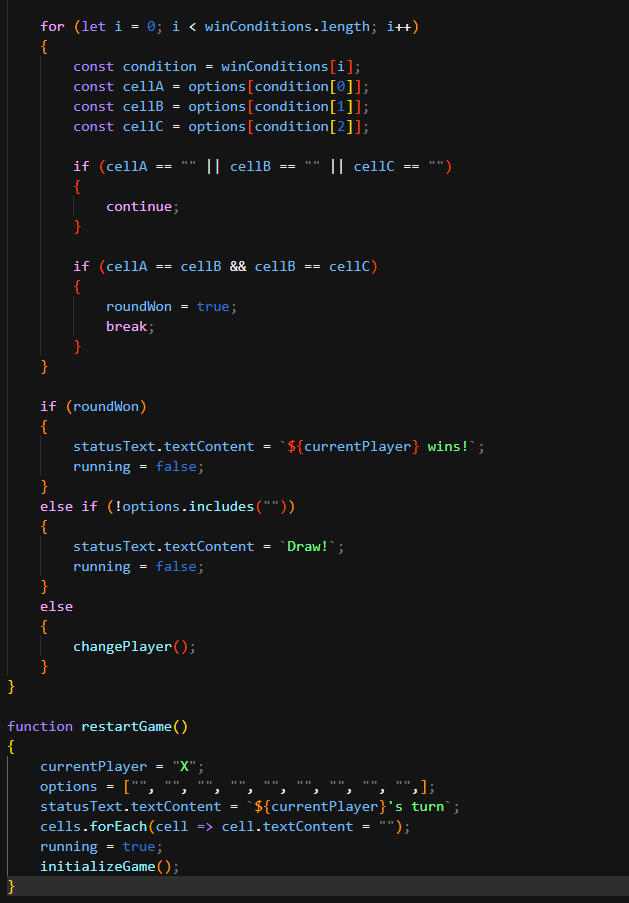 for (let i = 0; i < winConditions.length; i++)
{
const condition = winConditions[i];
const cellA = options[condition[0]];
const cellB = options[condition[1]];
const cellC = options[condition[2]];
if (cellA == "" || cellB == "" || cellC == "")
{
continue;
}
if (cellA == cellB && cellB == cellC)
{
roundWon = true;
break;
}
}
if (roundWon)
{
statusText.textContent = `${currentPlayer} wins!`;
running = false;
}
else if (!options.includes(""))
{
statusText.textContent = `Draw!`;
running = false;
}
else
{
changePlayer();
}
}
function restartGame()
{
currentPlayer = "X";
options = ["", "", "", "", "", "", "", "", "",];
statusText.textContent = `${currentPlayer}'s turn`;
cells.forEach(cell => cell.textContent = "");
running = true;
initializeGame();
}